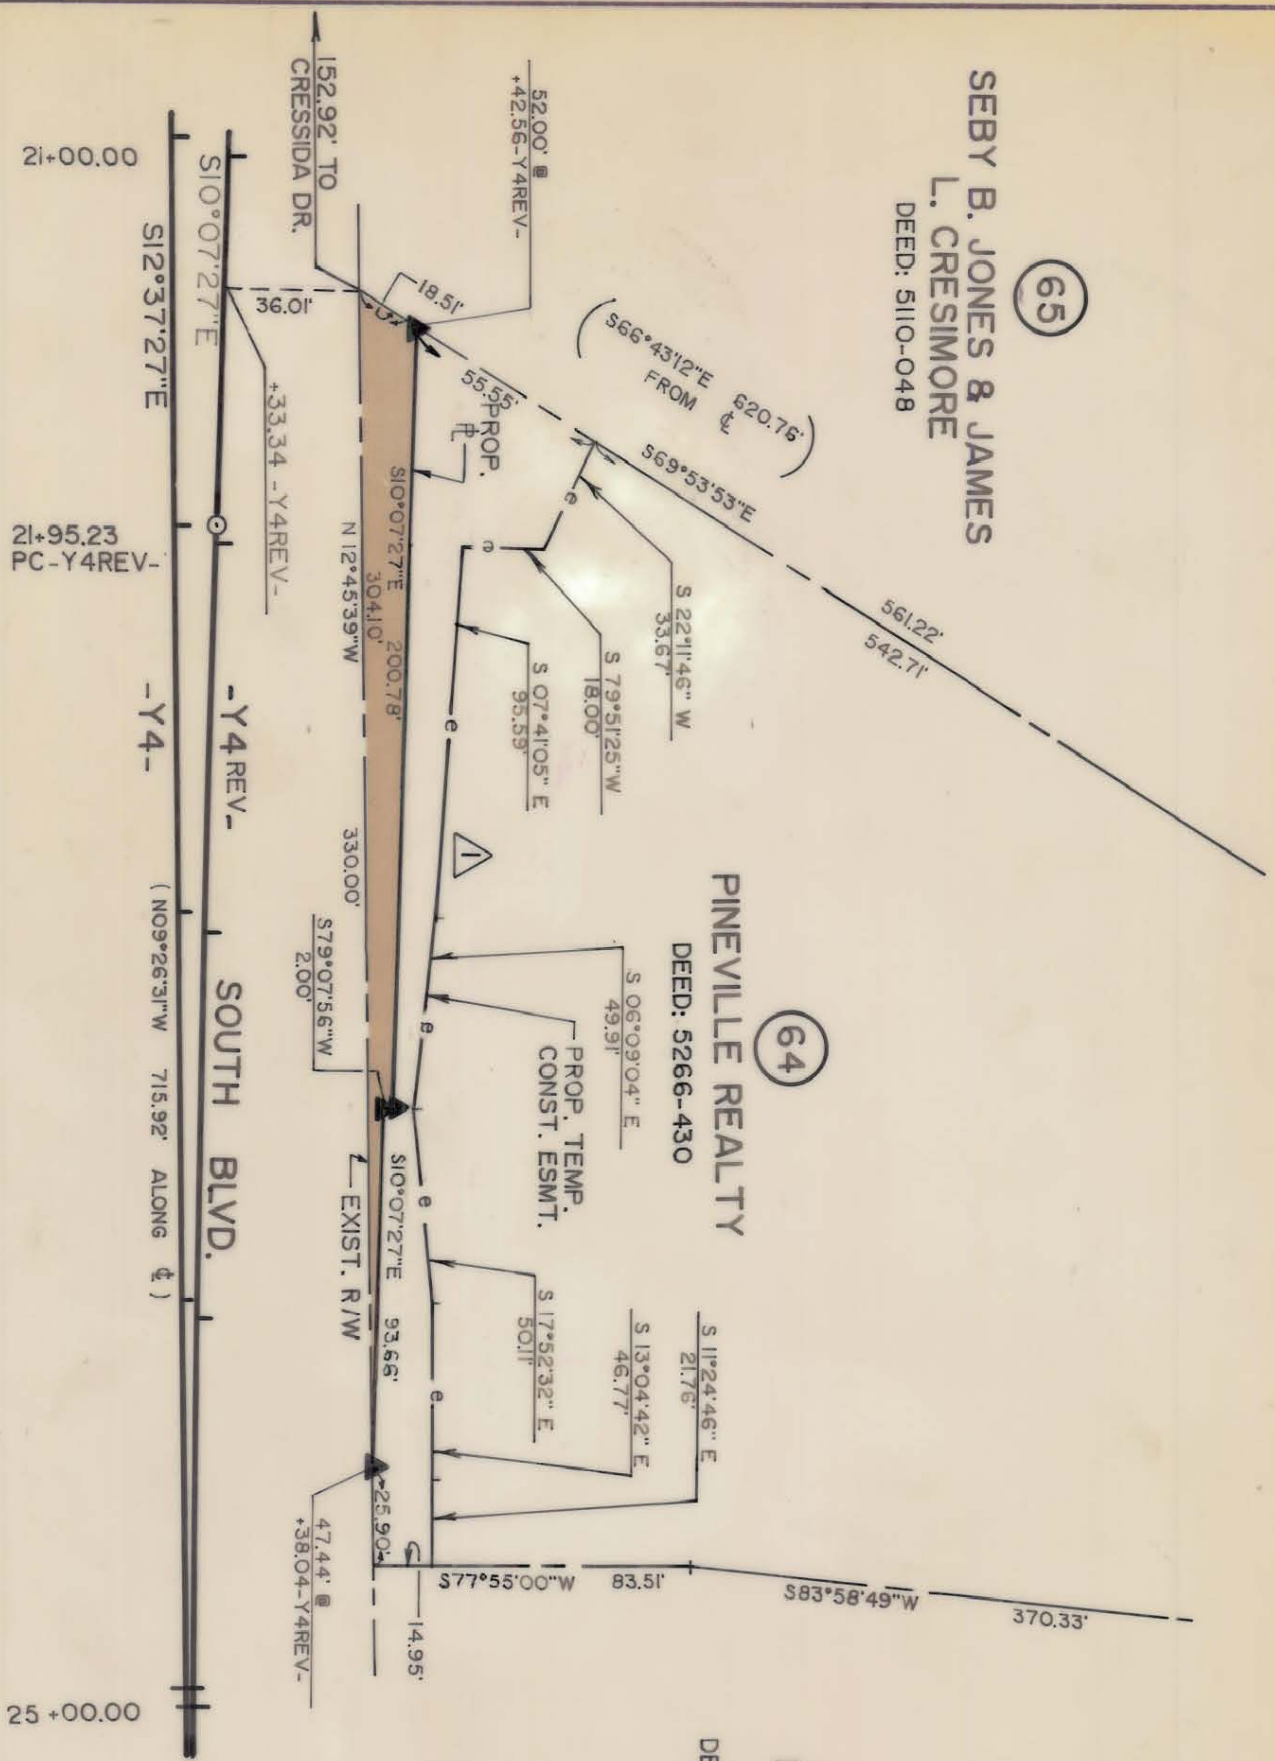 SEBY B. JONES & JAMES
L. CRESIMORE
DEED: 5110-048
65
52.00' @
+42.56-Y4REV-
152.92' TO
CRESSIDA DR.
21+00.00
S10°07'27"E
S12°37'27"E
36.01'
18.51'
55.55'
(S66°43'12"E 620.76'
FROM ℄)
S69°53'53"E
561.22'
542.71'
PROP.
+33.34 -Y4REV-
21+95.23
PC-Y4REV-
S10°07'27"E 200.78'
304.10'
N 12°45'39"W 330.00'
S 22°11'46" W
33.67'
S 79°51'25"W
18.00'
S 07°41'05" E
95.59'
e
e
e
e
e
e
1
-Y4REV-
-Y4-
SOUTH BLVD.
(N09°26'31"W 715.92' ALONG ℄)
PINEVILLE REALTY
DEED: 5266-430
64
S 06°09'04" E
49.91'
PROP. TEMP.
CONST. ESMT.
S79°07'56"W
2.00'
EXIST. R/W
S10°07'27"E 93.66'
S 17°52'32" E
50.11'
S 13°04'42" E
46.77'
S 11°24'46" E
21.76'
25.90'
14.95'
47.44' @
+38.04-Y4REV-
S77°55'00"W 83.51'
S83°58'49"W 370.33'
25+00.00
DE